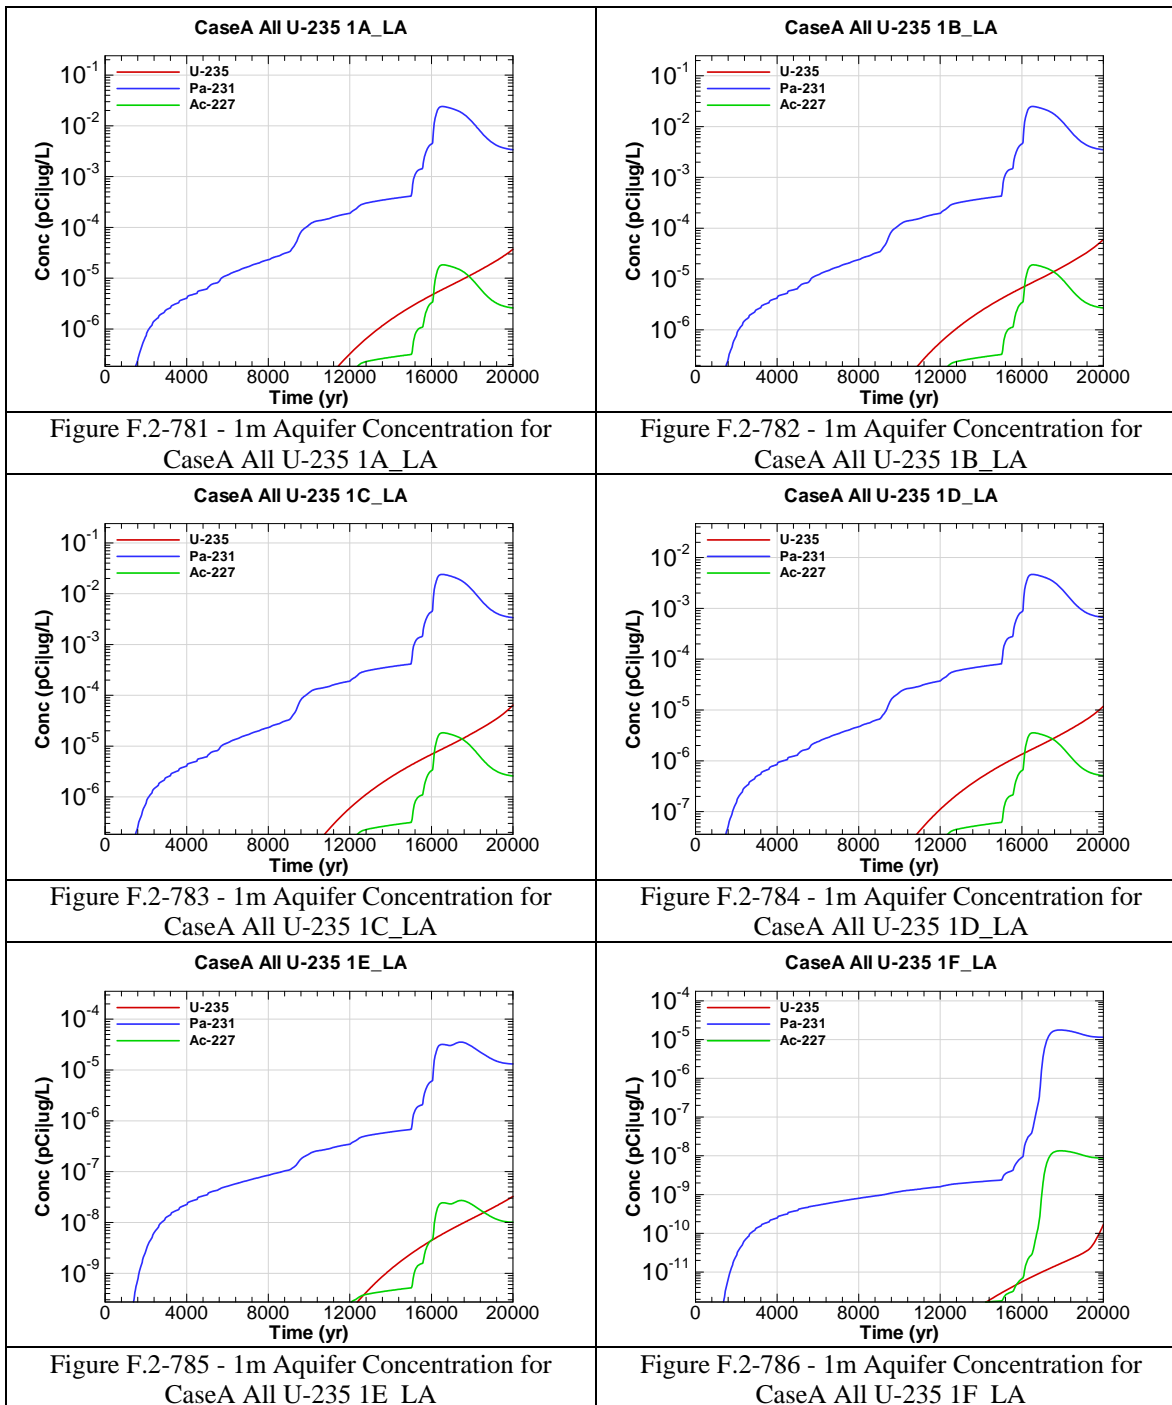 CaseA All U-235 1A_LA
U-235
Pa-231
Ac-227
10^-1
10^-2
10^-3
10^-4
10^-5
10^-6
Conc (pCi|ug/L)
0 4000 8000 12000 16000 20000
Time (yr)
Figure F.2-781 - 1m Aquifer Concentration for
CaseA All U-235 1A_LA
CaseA All U-235 1B_LA
U-235
Pa-231
Ac-227
10^-1
10^-2
10^-3
10^-4
10^-5
10^-6
Conc (pCi|ug/L)
0 4000 8000 12000 16000 20000
Time (yr)
Figure F.2-782 - 1m Aquifer Concentration for
CaseA All U-235 1B_LA
CaseA All U-235 1C_LA
U-235
Pa-231
Ac-227
10^-1
10^-2
10^-3
10^-4
10^-5
10^-6
Conc (pCi|ug/L)
0 4000 8000 12000 16000 20000
Time (yr)
Figure F.2-783 - 1m Aquifer Concentration for
CaseA All U-235 1C_LA
CaseA All U-235 1D_LA
U-235
Pa-231
Ac-227
10^-2
10^-3
10^-4
10^-5
10^-6
10^-7
Conc (pCi|ug/L)
0 4000 8000 12000 16000 20000
Time (yr)
Figure F.2-784 - 1m Aquifer Concentration for
CaseA All U-235 1D_LA
CaseA All U-235 1E_LA
U-235
Pa-231
Ac-227
10^-4
10^-5
10^-6
10^-7
10^-8
10^-9
Conc (pCi|ug/L)
0 4000 8000 12000 16000 20000
Time (yr)
Figure F.2-785 - 1m Aquifer Concentration for
CaseA All U-235 1E_LA
CaseA All U-235 1F_LA
U-235
Pa-231
Ac-227
10^-4
10^-5
10^-6
10^-7
10^-8
10^-9
10^-10
10^-11
Conc (pCi|ug/L)
0 4000 8000 12000 16000 20000
Time (yr)
Figure F.2-786 - 1m Aquifer Concentration for
CaseA All U-235 1F_LA